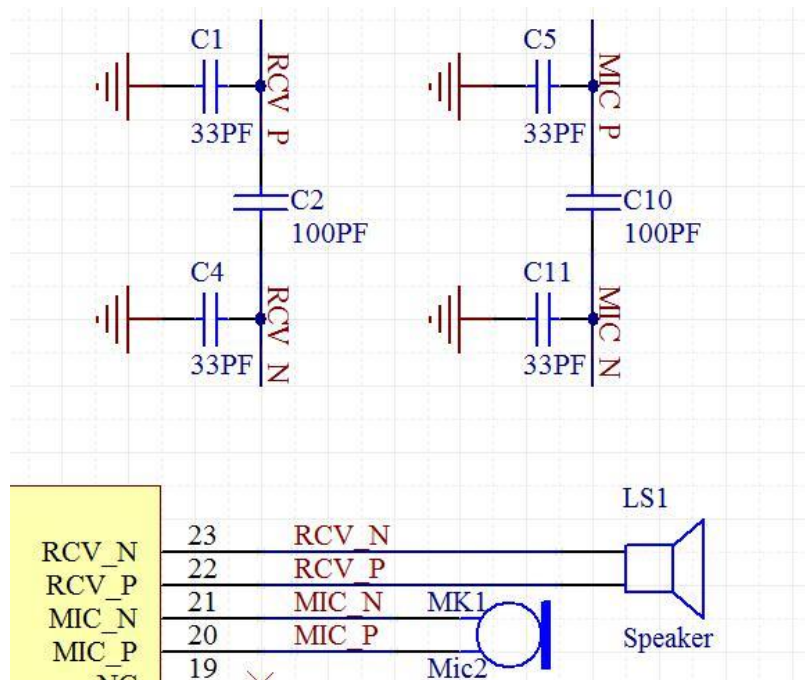 C1
RCV_P
33PF
C2
100PF
C4
RCV_N
33PF
C5
MIC_P
33PF
C10
100PF
C11
MIC_N
33PF
LS1
RCV_N 23 RCV_N
RCV_P 22 RCV_P
MIC_N 21 MIC_N MK1
MIC_P 20 MIC_P
Speaker
NC 19 Mic2